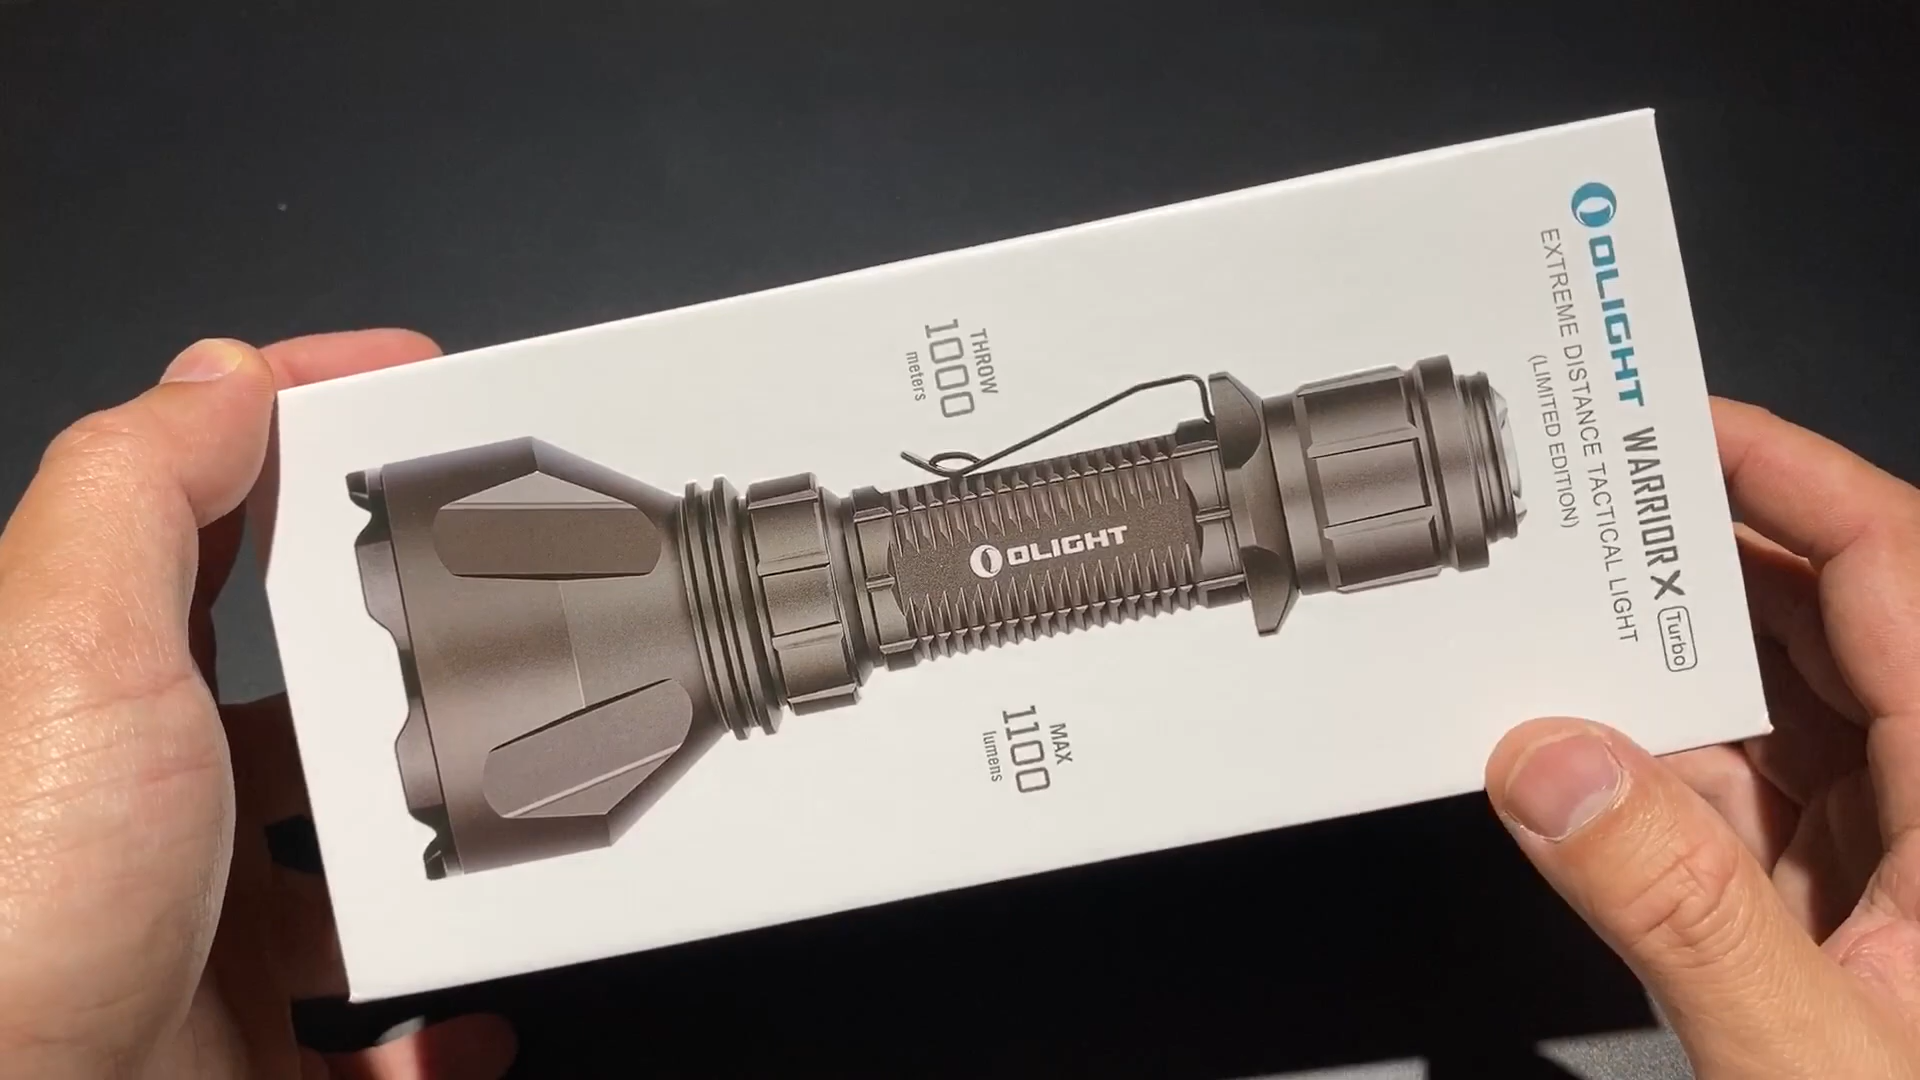 OLIGHT WARRIOR X Turbo
EXTREME DISTANCE TACTICAL LIGHT
(LIMITED EDITION)
THROW
1000
meters
OLIGHT
MAX
1100
lumens